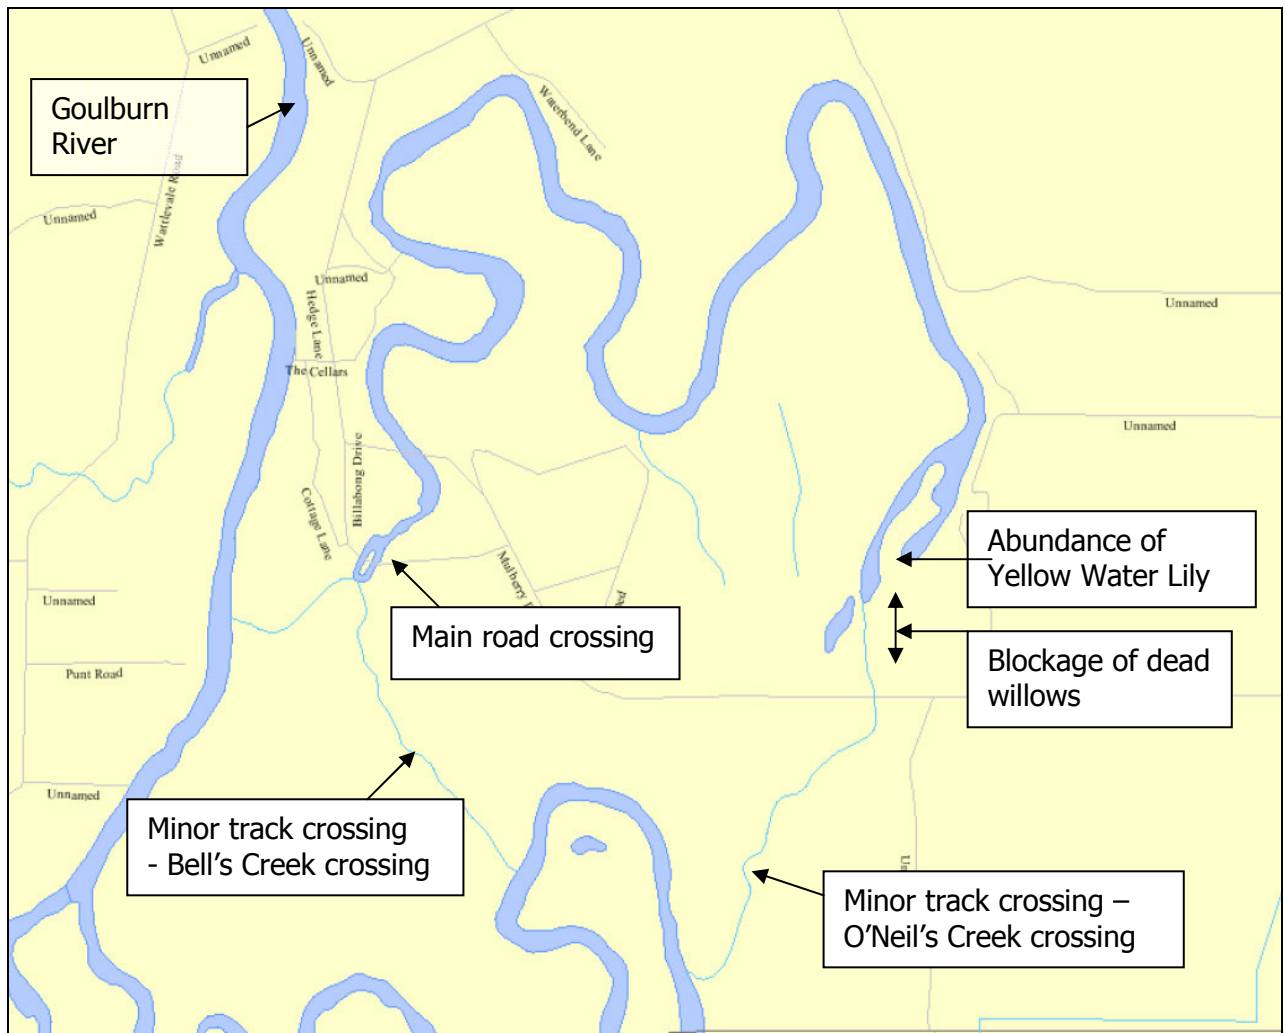 Unnamed
Unnamed
Goulburn
River
Waterbend Lane
Wattlevale Road
Unnamed
Unnamed
Hedge Lane
Unnamed
The Cellars
Unnamed
Billabong Drive
Cottage Lane
Abundance of
Yellow Water Lily
Mulberry
Unnamed
Main road crossing
Blockage of dead
willows
Punt Road
Unnamed
Minor track crossing
- Bell's Creek crossing
Minor track crossing –
O'Neil's Creek crossing